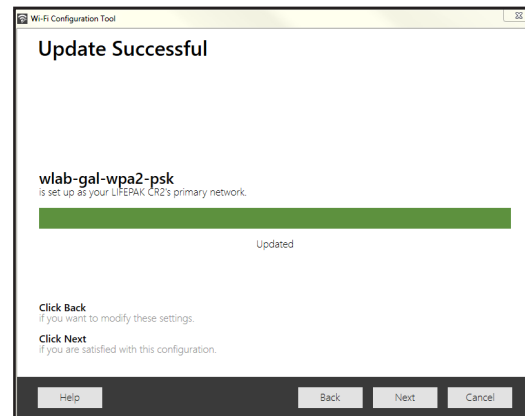 Wi-Fi Configuration Tool
Update Successful
wlab-gal-wpa2-psk
is set up as your LIFEPAK CR2's primary network.
Updated
Click Back
if you want to modify these settings.
Click Next
if you are satisfied with this configuration.
Help Back Next Cancel